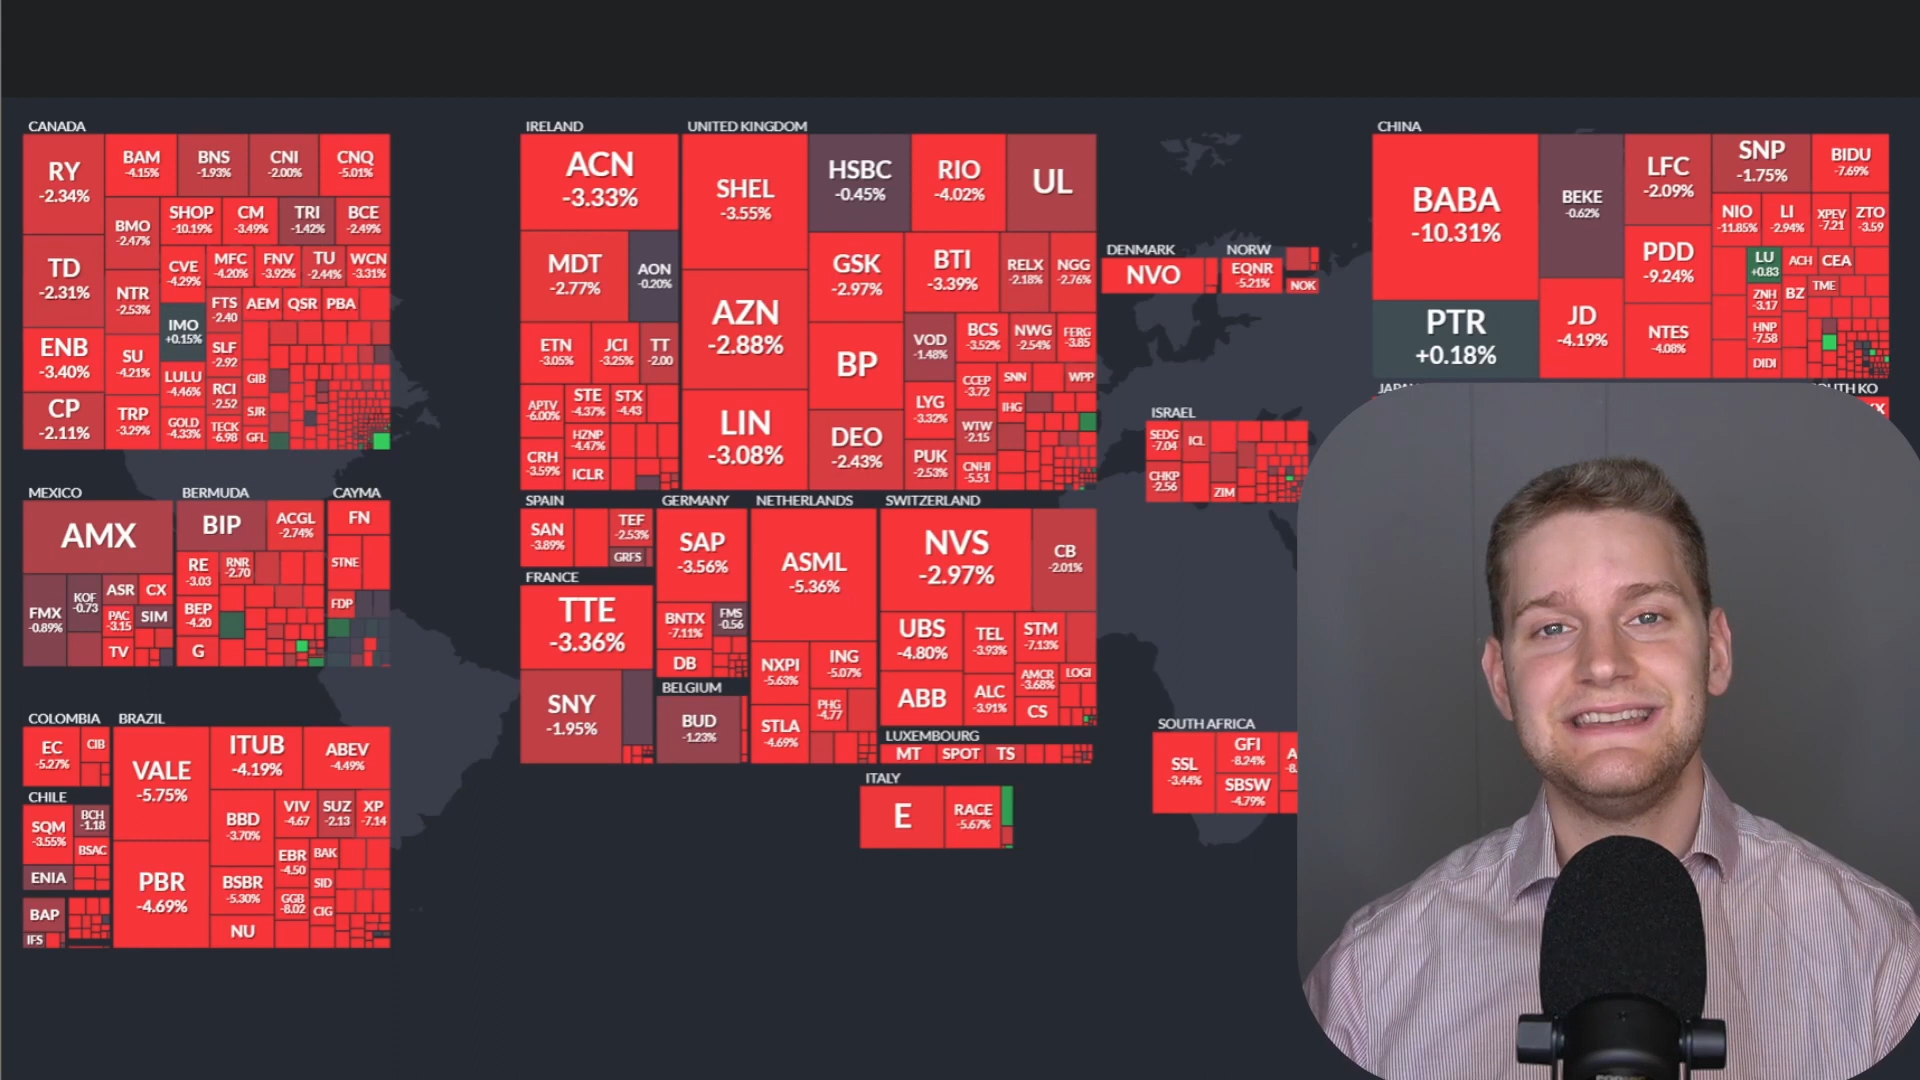 CANADA
RY
-2.34%
BAM
-4.15%
BNS
-1.93%
CNI
-2.00%
CNQ
-5.01%
BMO
-2.47%
SHOP
-10.19%
CM
-3.49%
TRI
-1.42%
BCE
-2.49%
TD
-2.31%
CVE
-4.29%
MFC
-4.20%
FNV
-3.92%
TU
-2.44%
WCN
-3.31%
NTR
-2.53%
IMO
+0.15%
FTS
-2.40
AEM
QSR
PBA
ENB
-3.40%
SU
-4.21%
SLF
-2.92
LULU
-4.46%
GIB
RCI
-2.52
CP
-2.11%
TRP
-3.29%
GOLD
-4.33%
TECK
-6.98
SJR
GFL
MEXICO
AMX
FMX
-0.89%
KOF
-0.73
ASR
CX
PAC
-3.15
SIM
TV
BERMUDA
BIP
ACGL
-2.74%
RE
-3.03
RNR
-2.70
BEP
-4.20
G
CAYMA
FN
STNE
FDP
COLOMBIA
EC
-5.27%
CIB
CHILE
SQM
-3.55%
BCH
-1.18
BSAC
ENIA
BAP
IFS
BRAZIL
VALE
-5.75%
ITUB
-4.19%
ABEV
-4.49%
BBD
-3.70%
VIV
-4.67
SUZ
-2.13
XP
-7.14
PBR
-4.69%
EBR
-4.50
BAK
BSBR
-5.30%
SID
GGB
-8.02
CIG
NU
IRELAND
ACN
-3.33%
MDT
-2.77%
AON
-0.20%
ETN
-3.05%
JCI
-3.25%
TT
-2.00
APTV
-6.00%
STE
-4.37%
STX
-4.43
HZNP
-4.47%
CRH
-3.59%
ICLR
UNITED KINGDOM
SHEL
-3.55%
HSBC
-0.45%
RIO
-4.02%
UL
AZN
-2.88%
GSK
-2.97%
BTI
-3.39%
RELX
-2.18%
NGG
-2.76%
BP
VOD
-1.48%
BCS
-3.52%
NWG
-2.54%
FERG
-3.85
CCEP
-3.72
SNN
WPP
LIN
-3.08%
DEO
-2.43%
LYG
-3.32%
IHG
WTW
-2.15
PUK
-2.53%
CNHI
-5.51
SPAIN
SAN
-3.89%
TEF
-2.53%
GRFS
FRANCE
TTE
-3.36%
SNY
-1.95%
GERMANY
SAP
-3.56%
BNTX
-7.11%
FMS
-0.56
DB
BELGIUM
BUD
-1.23%
NETHERLANDS
ASML
-5.36%
NXPI
-5.63%
ING
-5.07%
PHG
-4.77
STLA
-4.69%
SWITZERLAND
NVS
-2.97%
CB
-2.01%
UBS
-4.80%
TEL
-3.93%
STM
-7.13%
ABB
ALC
-3.91%
AMCR
-3.68%
LOGI
CS
LUXEMBOURG
MT
SPOT
TS
ITALY
E
RACE
-5.67%
DENMARK
NVO
NORW
EQNR
-5.21%
NOK
ISRAEL
SEDG
-7.04
ICL
CHKP
-2.56
ZIM
SOUTH AFRICA
SSL
-3.44%
GFI
-8.24%
A
-8.
SBSW
-4.79%
CHINA
BABA
-10.31%
BEKE
-0.62%
LFC
-2.09%
SNP
-1.75%
BIDU
-7.69%
NIO
-11.85%
LI
-2.94%
XPEV
-7.21
ZTO
-3.59
PDD
-9.24%
LU
+0.83
ACH
CEA
PTR
+0.18%
JD
-4.19%
NTES
-4.08%
ZNH
-3.17
BZ
TME
HNP
-7.58
DIDI